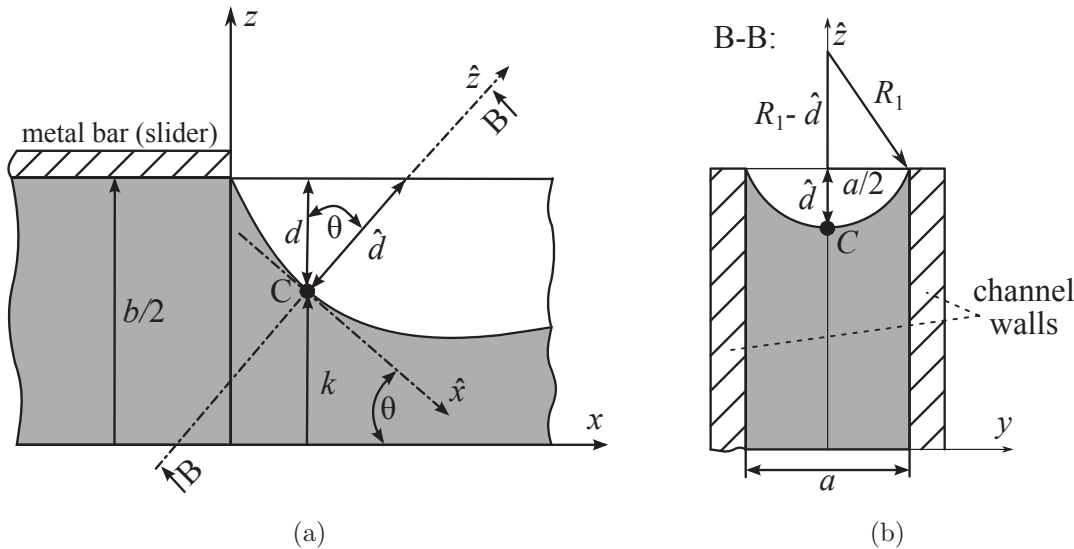 z
ẑ
B
metal bar (slider)
θ
d
d̂
C
b/2
k
x̂
θ
x
B
(a)
B-B:
ẑ
R₁
R₁- d̂
d̂
a/2
C
channel
walls
y
a
(b)